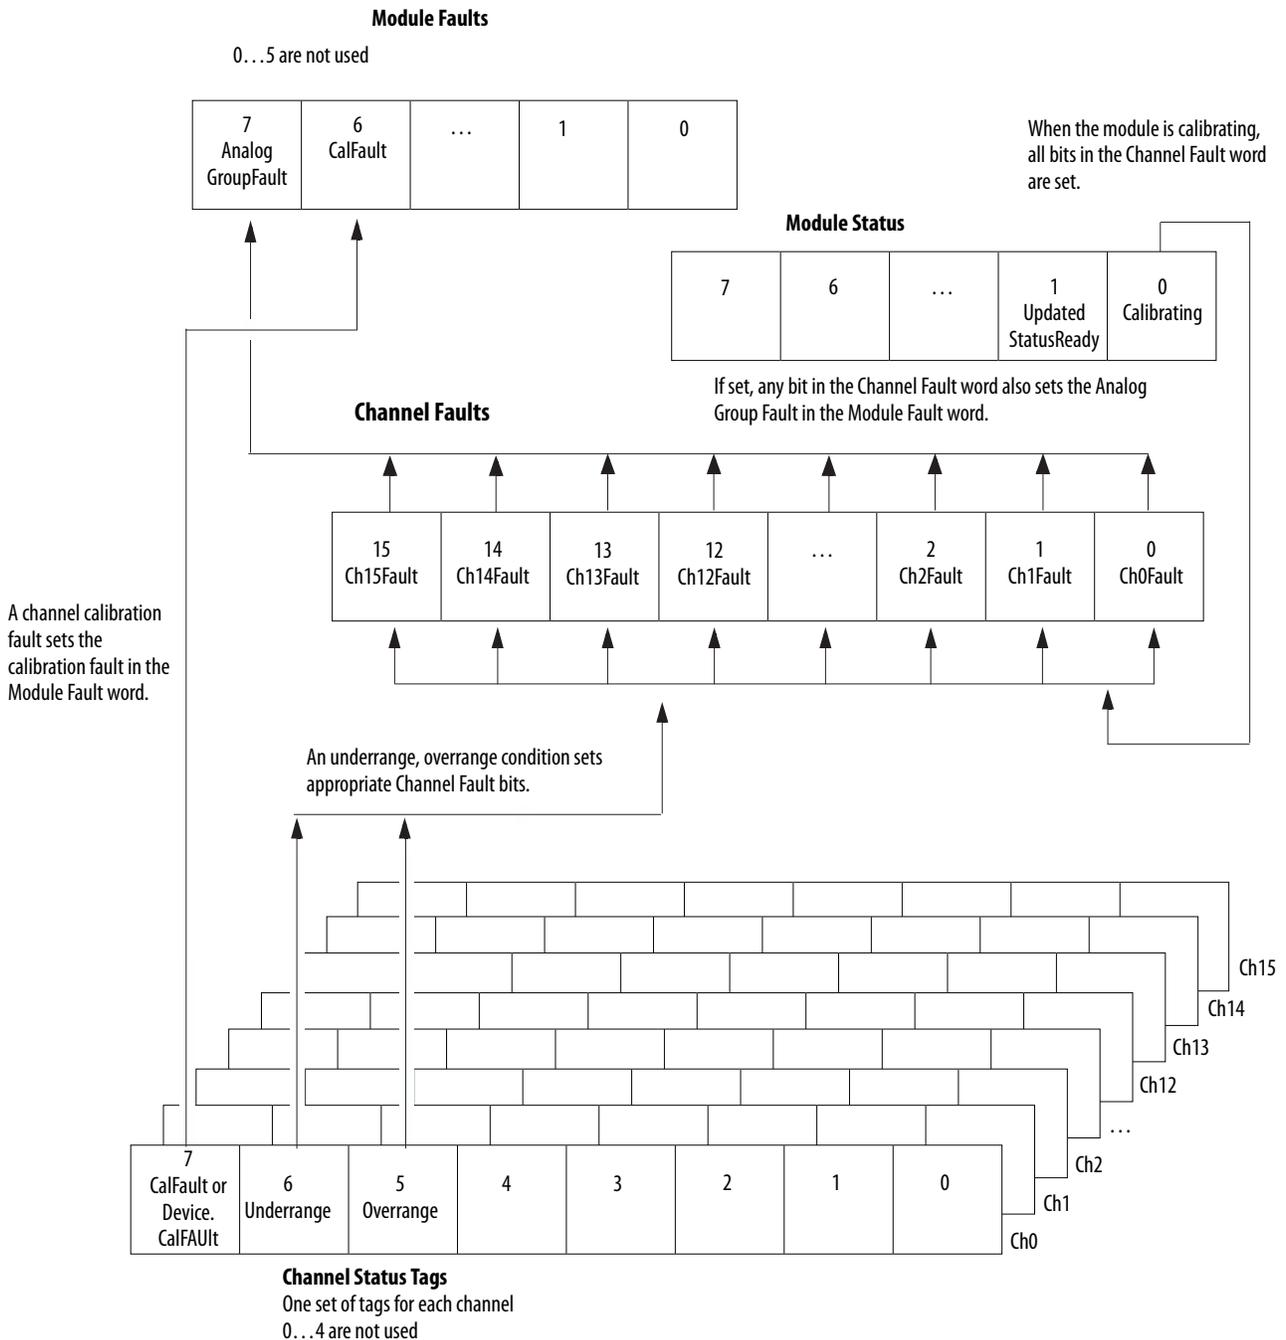 Module Faults
0...5 are not used
7
Analog
GroupFault
6
CalFault
...
1
0
When the module is calibrating,
all bits in the Channel Fault word
are set.
Module Status
7
6
...
1
Updated
StatusReady
0
Calibrating
If set, any bit in the Channel Fault word also sets the Analog
Group Fault in the Module Fault word.
Channel Faults
15
Ch15Fault
14
Ch14Fault
13
Ch13Fault
12
Ch12Fault
...
2
Ch2Fault
1
Ch1Fault
0
Ch0Fault
A channel calibration
fault sets the
calibration fault in the
Module Fault word.
An underrange, overrange condition sets
appropriate Channel Fault bits.
Ch15
Ch14
Ch13
Ch12
...
Ch2
Ch1
Ch0
7
CalFault or
Device.
CalFAUlt
6
Underrange
5
Overrange
4
3
2
1
0
Channel Status Tags
One set of tags for each channel
0...4 are not used